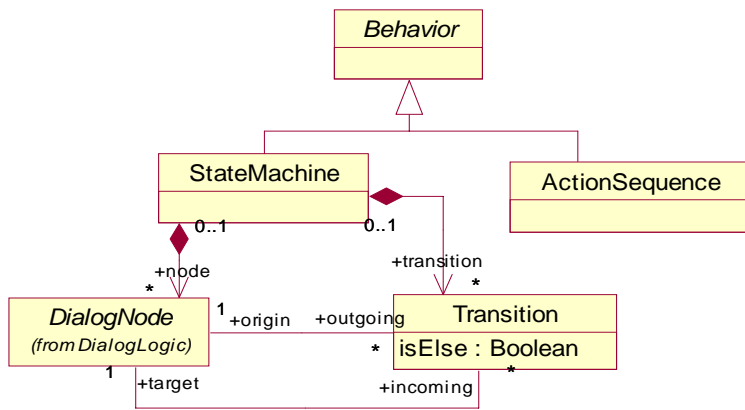 Behavior
StateMachine
ActionSequence
0..1
0..1
+transition
+node
*
*
DialogNode
(from DialogLogic)
1
+origin
+outgoing
*
Transition
isElse : Boolean
1
+target
+incoming
*